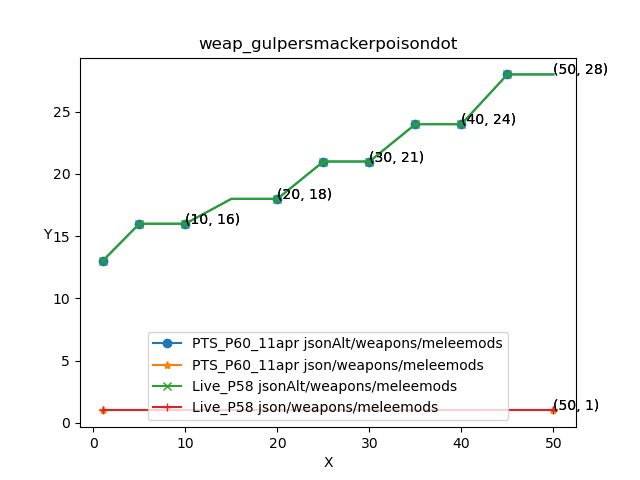 weap_gulpersmackerpoisondot
(50, 28)
25
(40, 24)
(30, 21)
20
(20, 18)
(10, 16)
Y
15
10
PTS_P60_11apr jsonAlt/weapons/meleemods
5
PTS_P60_11apr json/weapons/meleemods
Live_P58 jsonAlt/weapons/meleemods
Live_P58 json/weapons/meleemods
(50, 1)
0
0 10 20 30 40 50
X